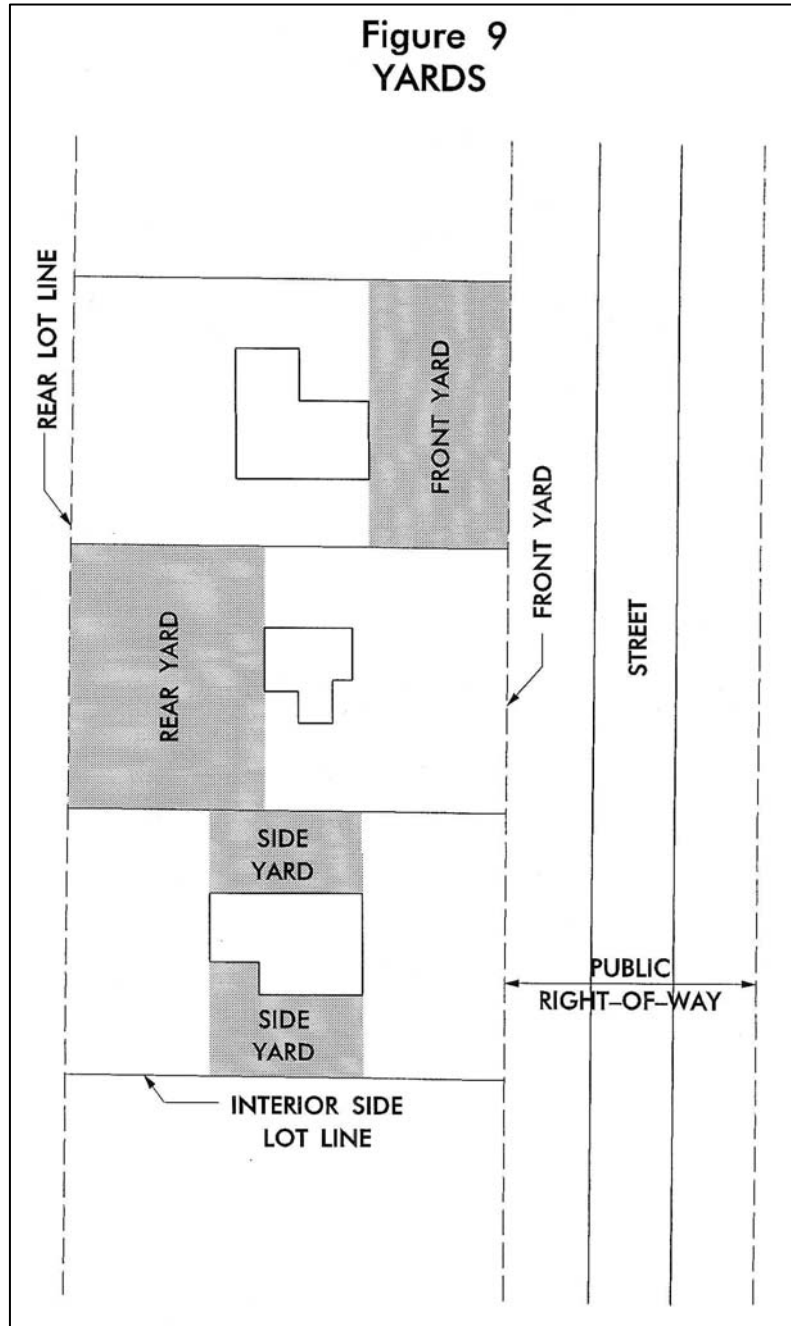 Figure 9
YARDS
REAR LOT LINE
FRONT YARD
FRONT YARD
STREET
REAR YARD
SIDE
YARD
PUBLIC
RIGHT-OF-WAY
SIDE
YARD
INTERIOR SIDE
LOT LINE